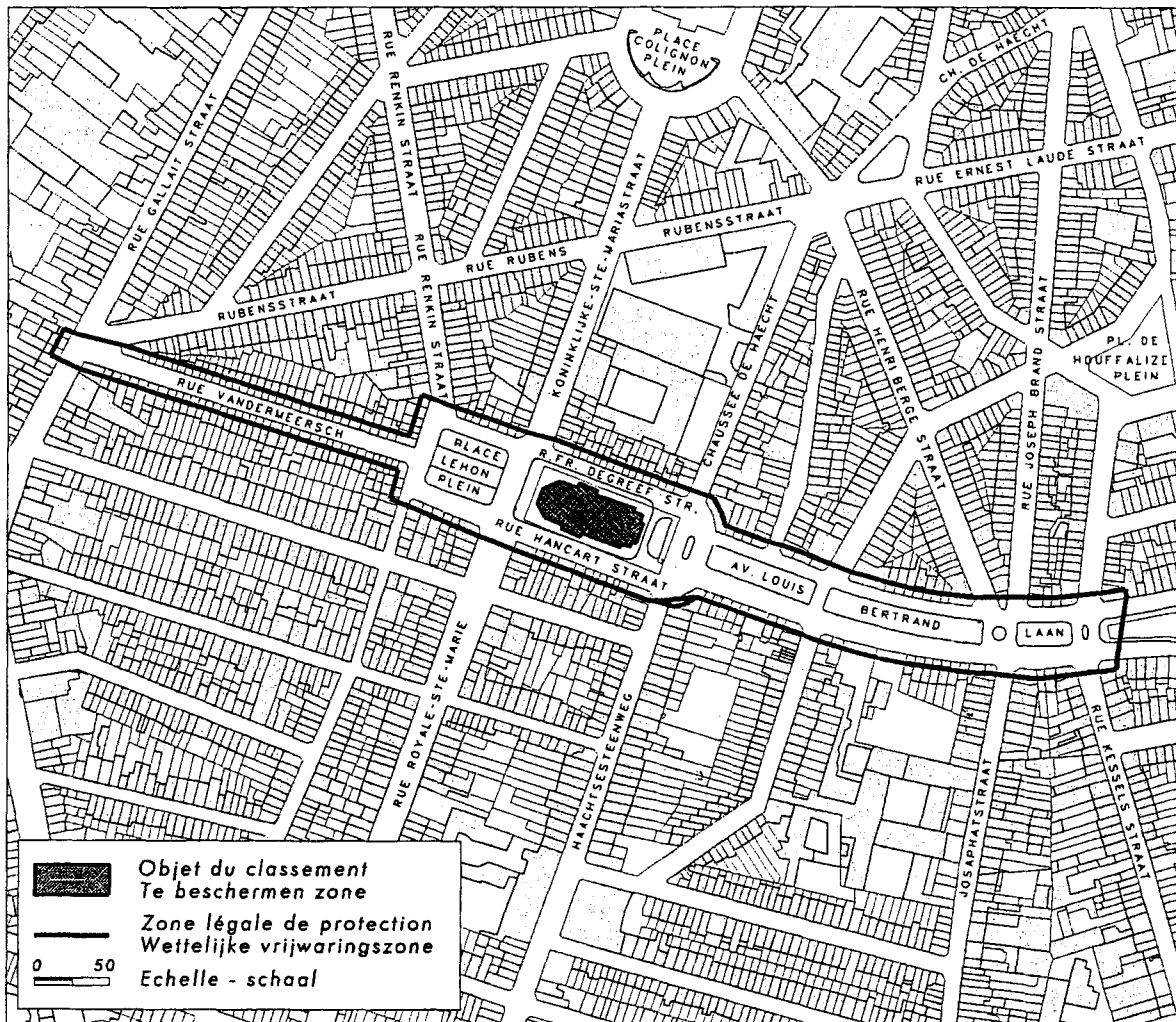 PLACE
COLIGNON
PLEIN
CH. DE HAECHT
RUE RENKIN STRAAT
RUE GALLAIT STRAAT
RUE ERNEST LAUDE STRAAT
KONINKLIJKE-STE-MARIASTRAAT
RUBENSSTRAAT
RUE RUBENS
RUE RENKIN STRAAT
RUBENSSTRAAT
CHAUSSEE DE HAECHT
RUE HENRI BERGE STRAAT
RUE JOSEPH BRAND STRAAT
PL. DE
HOUFFALIZE
PLEIN
RUE VANDERMEERSCH
PLACE
LEHON
PLEIN
R. FR. DEGREEF STR.
RUE HANCART STRAAT
AV. LOUIS
BERTRAND
LAAN
RUE ROYALE-STE-MARIE
HAACHTSESTEENWEG
JOSAPHATSTRAAT
RUE KESSELS STRAAT
Objet du classement
Te beschermen zone
Zone légale de protection
Wettelijke vrijwaringszone
0 50
Echelle - schaal